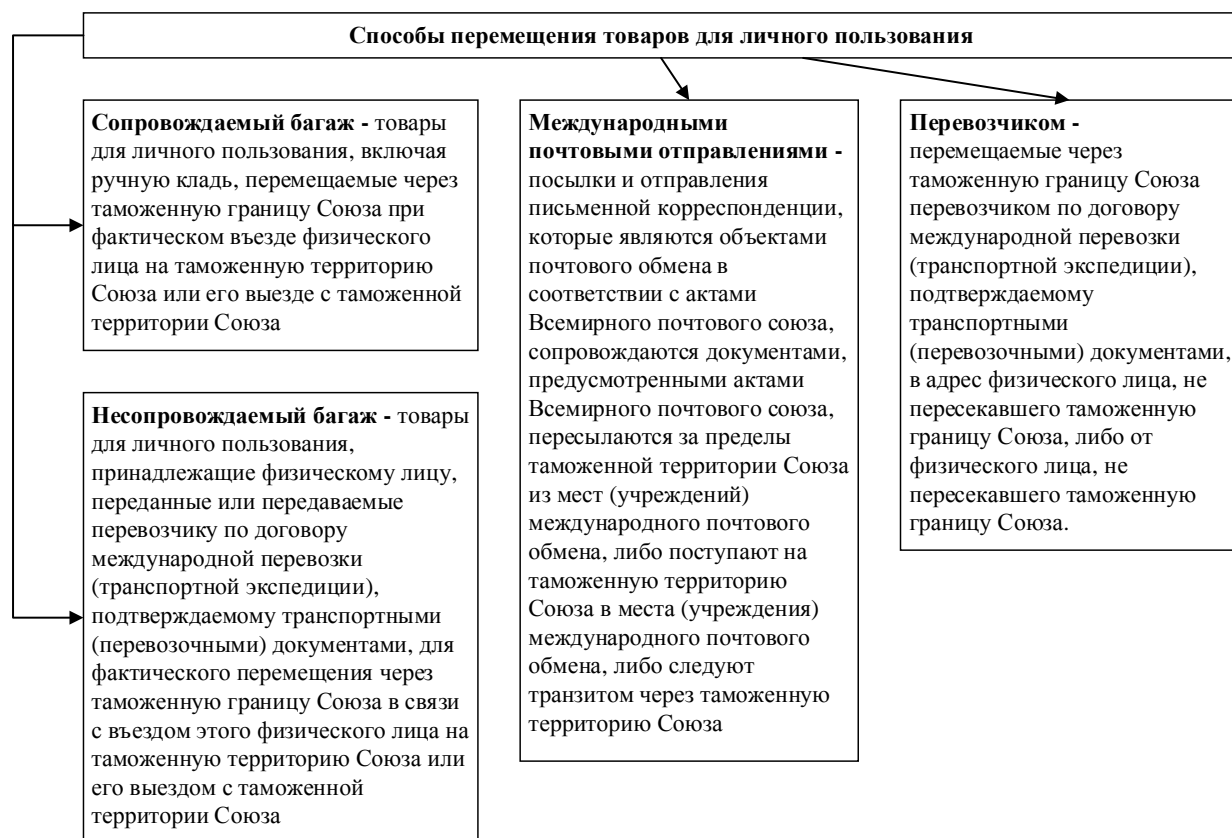 Способы перемещения товаров для личного пользования
Сопровождаемый багаж - товары
для личного пользования, включая
ручную кладь, перемещаемые через
таможенную границу Союза при
фактическом въезде физического
лица на таможенную территорию
Союза или его выезде с таможенной
территории Союза
Несопровождаемый багаж - товары
для личного пользования,
принадлежащие физическому лицу,
переданные или передаваемые
перевозчику по договору
международной перевозки
(транспортной экспедиции),
подтверждаемому транспортными
(перевозочными) документами, для
фактического перемещения через
таможенную границу Союза в связи
с въездом этого физического лица на
таможенную территорию Союза или
его выездом с таможенной
территории Союза
Международными
почтовыми отправлениями -
посылки и отправления
письменной корреспонденции,
которые являются объектами
почтового обмена в
соответствии с актами
Всемирного почтового союза,
сопровождаются документами,
предусмотренными актами
Всемирного почтового союза,
пересылаются за пределы
таможенной территории Союза
из мест (учреждений)
международного почтового
обмена, либо поступают на
таможенную территорию
Союза в места (учреждения)
международного почтового
обмена, либо следуют
транзитом через таможенную
территорию Союза
Перевозчиком -
перемещаемые через
таможенную границу Союза
перевозчиком по договору
международной перевозки
(транспортной экспедиции),
подтверждаемому
транспортными
(перевозочными) документами,
в адрес физического лица, не
пересекавшего таможенную
границу Союза, либо от
физического лица, не
пересекавшего таможенную
границу Союза.